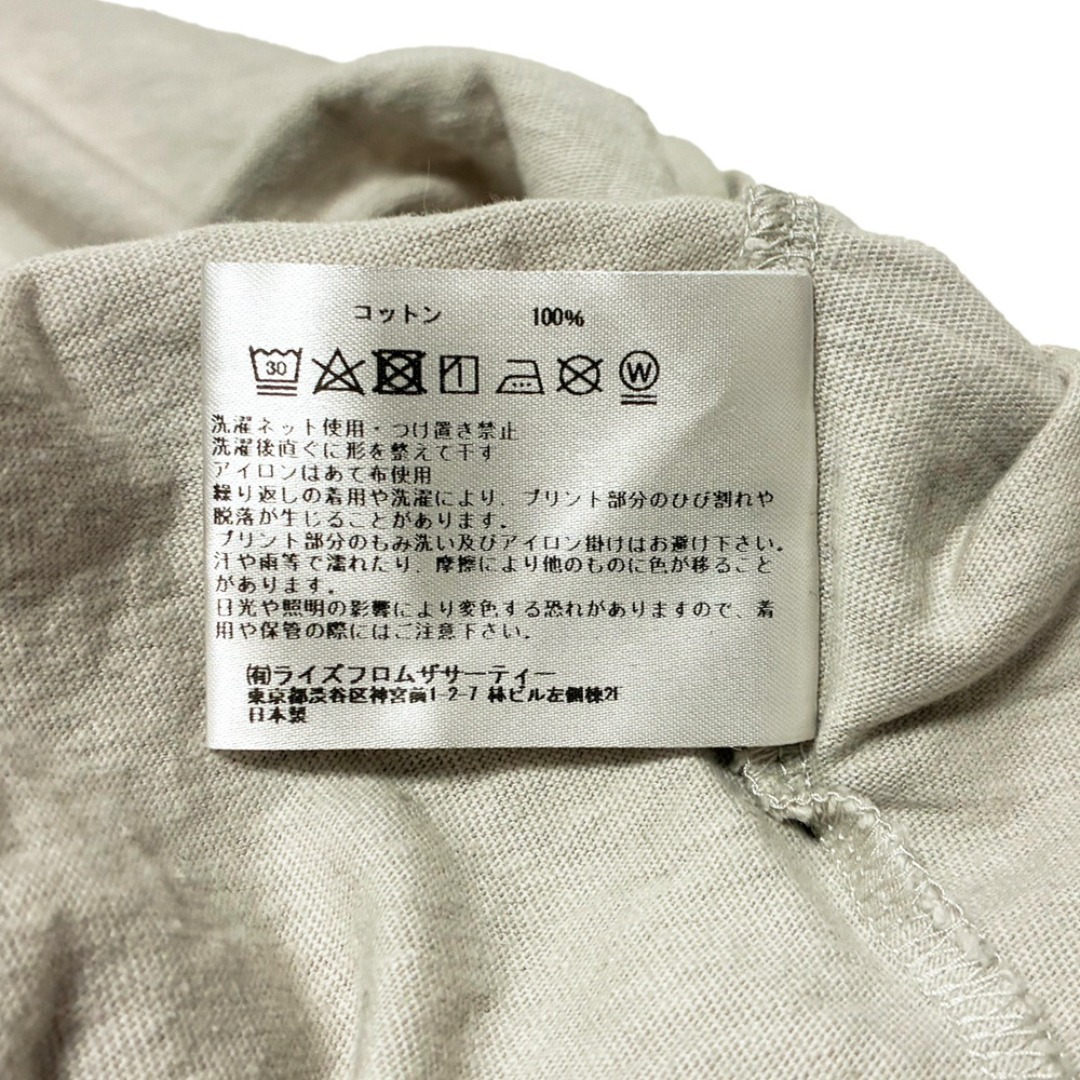 コットン 100%
30 W
洗濯ネット使用・つけ置き禁止
洗濯後直ぐに形を整えて干す
アイロンはあて布使用
繰り返しの着用や洗濯により、プリント部分のひび割れや
脱落が生じることがあります。
プリント部分のもみ洗い及びアイロン掛けはお避け下さい。
汗や雨等で濡れたり、摩擦により他のものに色が移ること
があります。
日光や照明の影響により変色する恐れがありますので、着
用や保管の際にはご注意下さい。
㈲ライズフロムザサーティー
東京都渋谷区神宮前1-2-7 林ビル左側棟2F
日本製